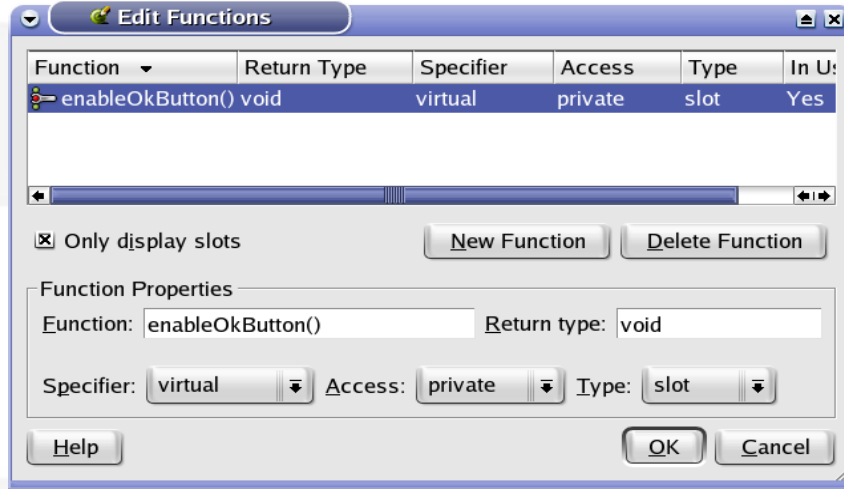 Edit Functions
Function Return Type Specifier Access Type In Us
enableOkButton() void virtual private slot Yes
Only display slots New Function Delete Function
Function Properties
Function: enableOkButton() Return type: void
Specifier: virtual Access: private Type: slot
Help OK Cancel